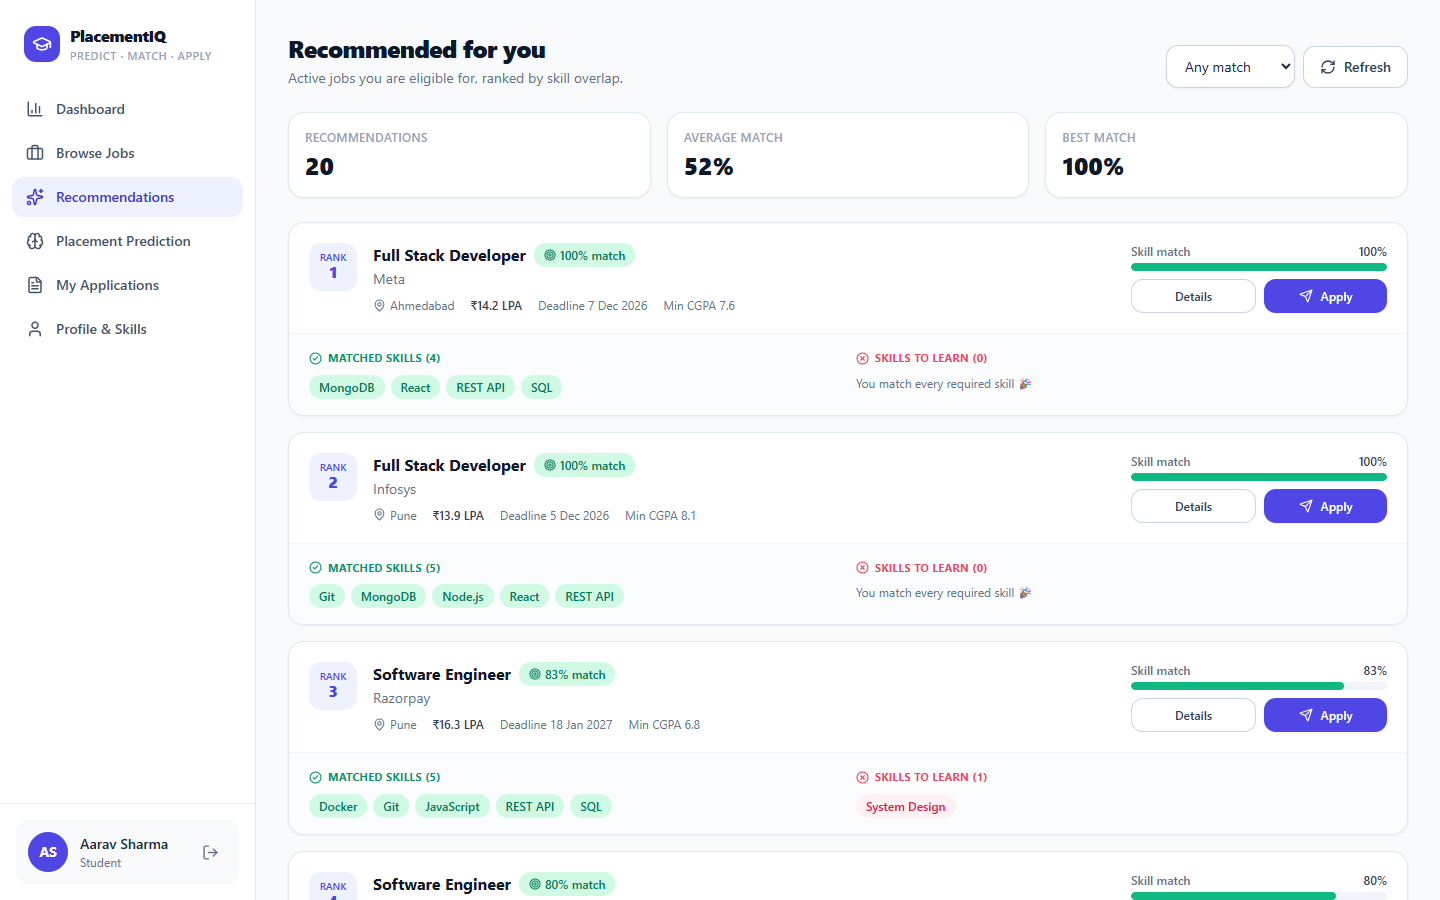 PlacementIQ
PREDICT · MATCH · APPLY
Dashboard
Browse Jobs
Recommendations
Placement Prediction
My Applications
Profile & Skills
AS
Aarav Sharma
Student
Recommended for you
Active jobs you are eligible for, ranked by skill overlap.
Any match
Refresh
RECOMMENDATIONS
20
AVERAGE MATCH
52%
BEST MATCH
100%
RANK
1
Full Stack Developer
100% match
Meta
Ahmedabad ₹14.2 LPA Deadline 7 Dec 2026 Min CGPA 7.6
Skill match 100%
Details
Apply
MATCHED SKILLS (4)
MongoDB React REST API SQL
SKILLS TO LEARN (0)
You match every required skill 🎉
RANK
2
Full Stack Developer
100% match
Infosys
Pune ₹13.9 LPA Deadline 5 Dec 2026 Min CGPA 8.1
Skill match 100%
Details
Apply
MATCHED SKILLS (5)
Git MongoDB Node.js React REST API
SKILLS TO LEARN (0)
You match every required skill 🎉
RANK
3
Software Engineer
83% match
Razorpay
Pune ₹16.3 LPA Deadline 18 Jan 2027 Min CGPA 6.8
Skill match 83%
Details
Apply
MATCHED SKILLS (5)
Docker Git JavaScript REST API SQL
SKILLS TO LEARN (1)
System Design
RANK
Software Engineer
80% match
Skill match 80%